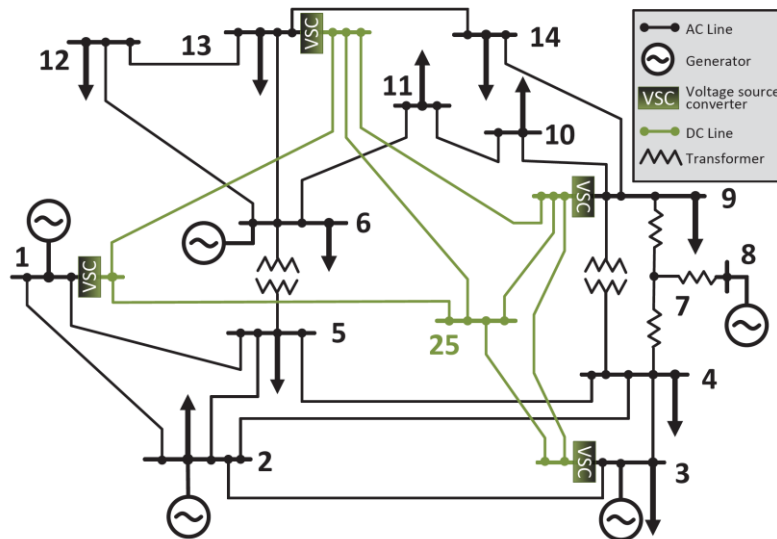 13
VSC
14
AC Line
12
Generator
11
VSC
Voltage source
converter
10
DC Line
Transformer
VSC
9
6
8
1
VSC
7
5
25
4
2
VSC
3